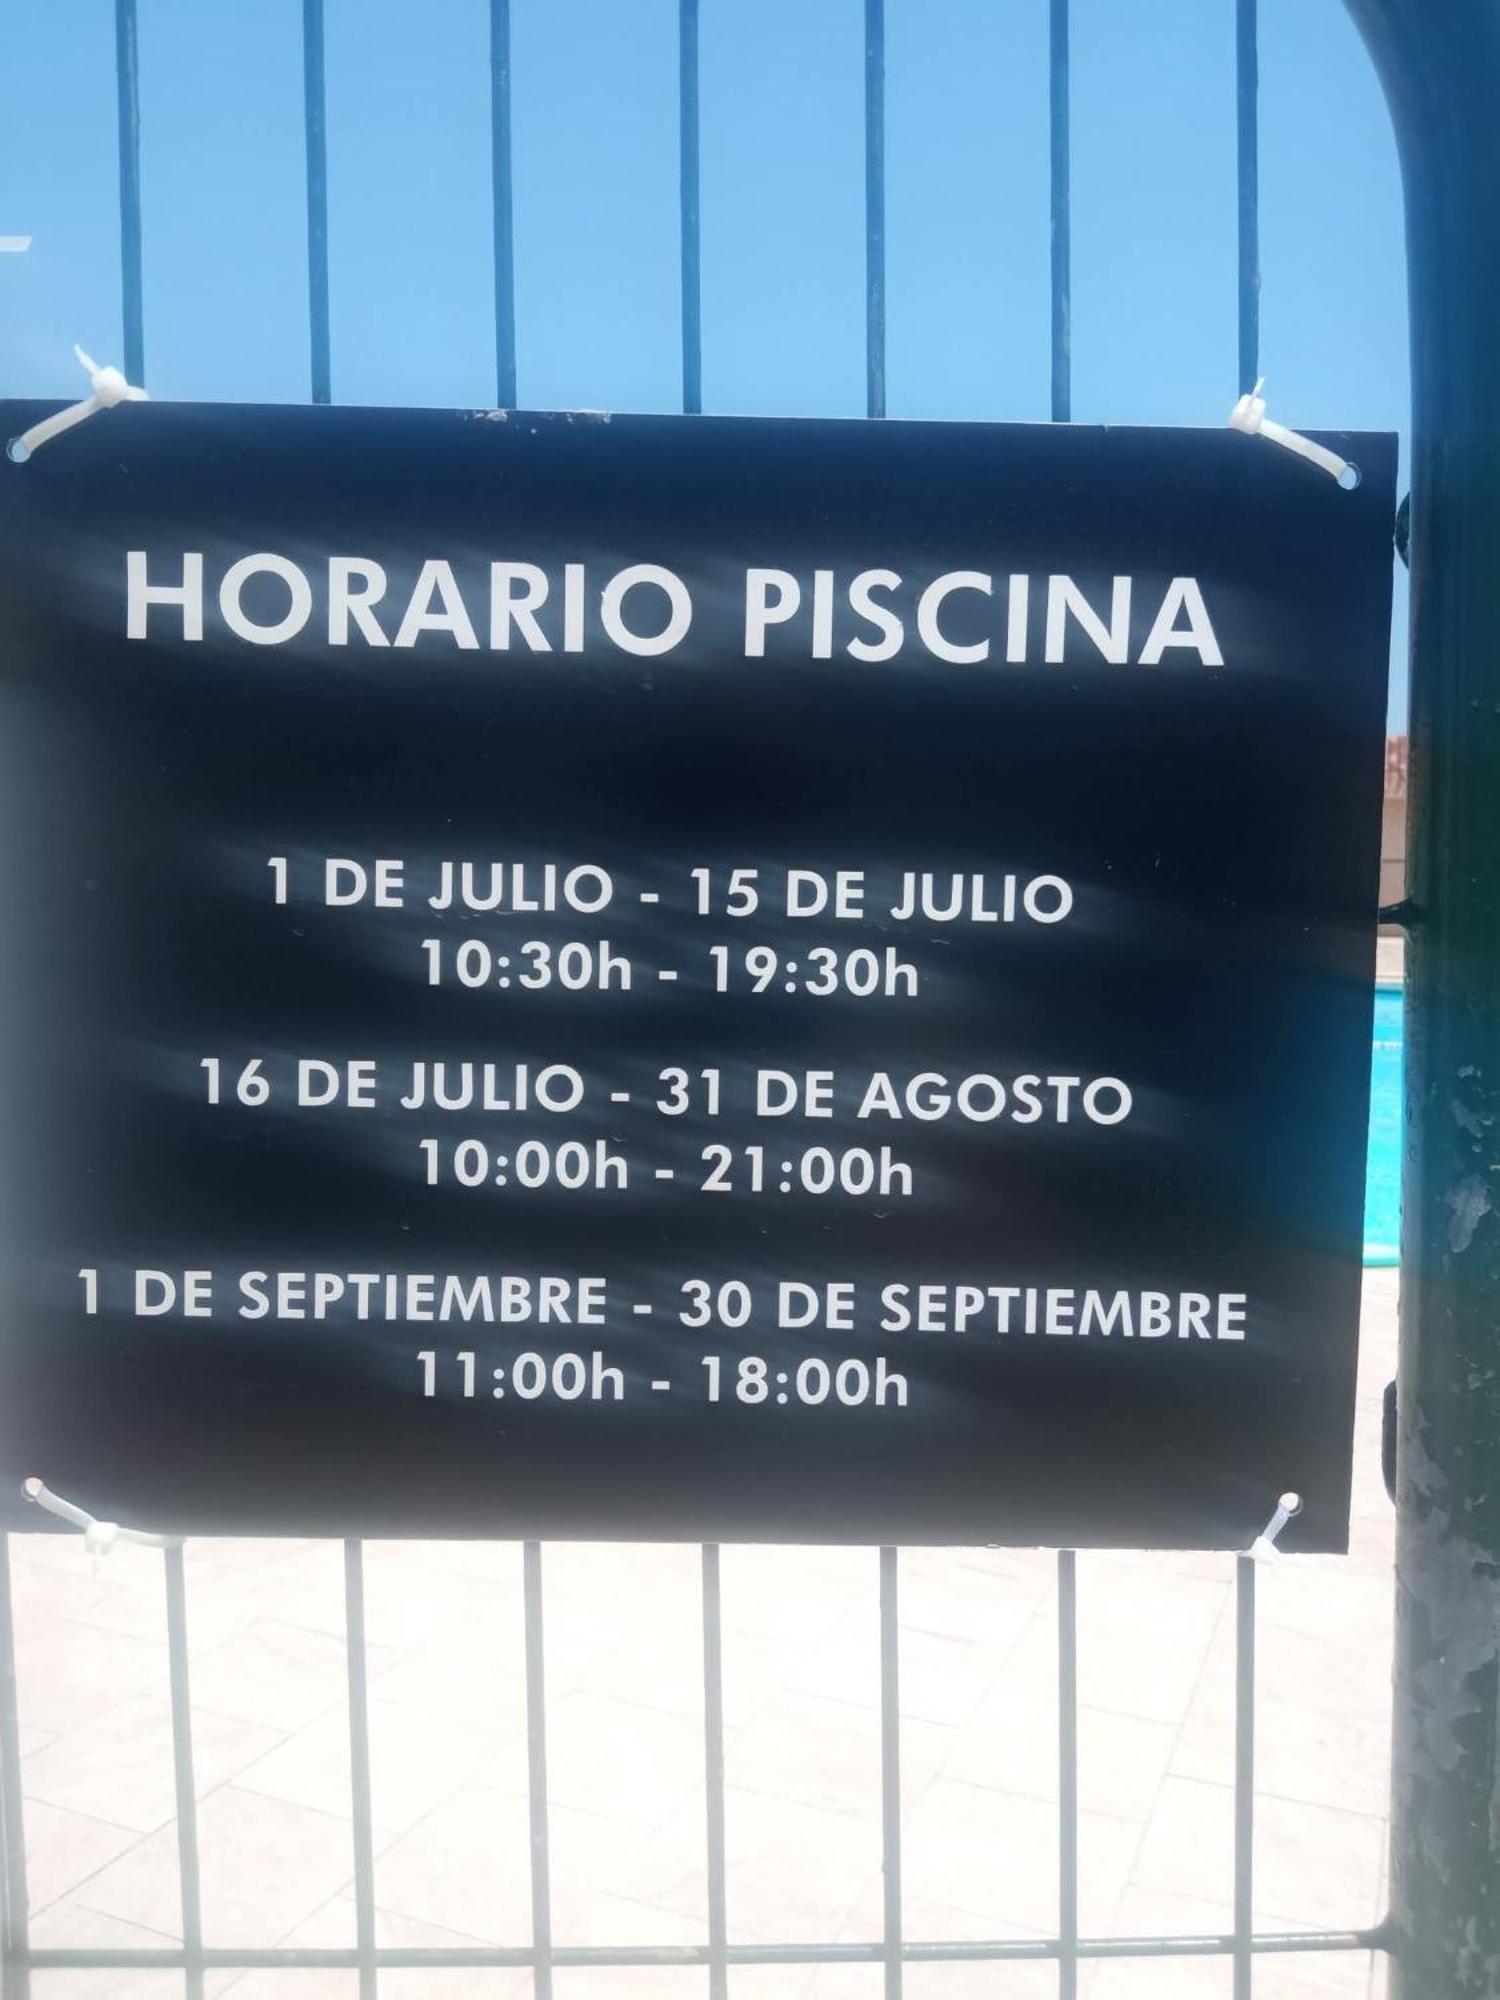 HORARIO PISCINA
1 DE JULIO - 15 DE JULIO
10:30h - 19:30h
16 DE JULIO - 31 DE AGOSTO
10:00h - 21:00h
1 DE SEPTIEMBRE - 30 DE SEPTIEMBRE
11:00h - 18:00h